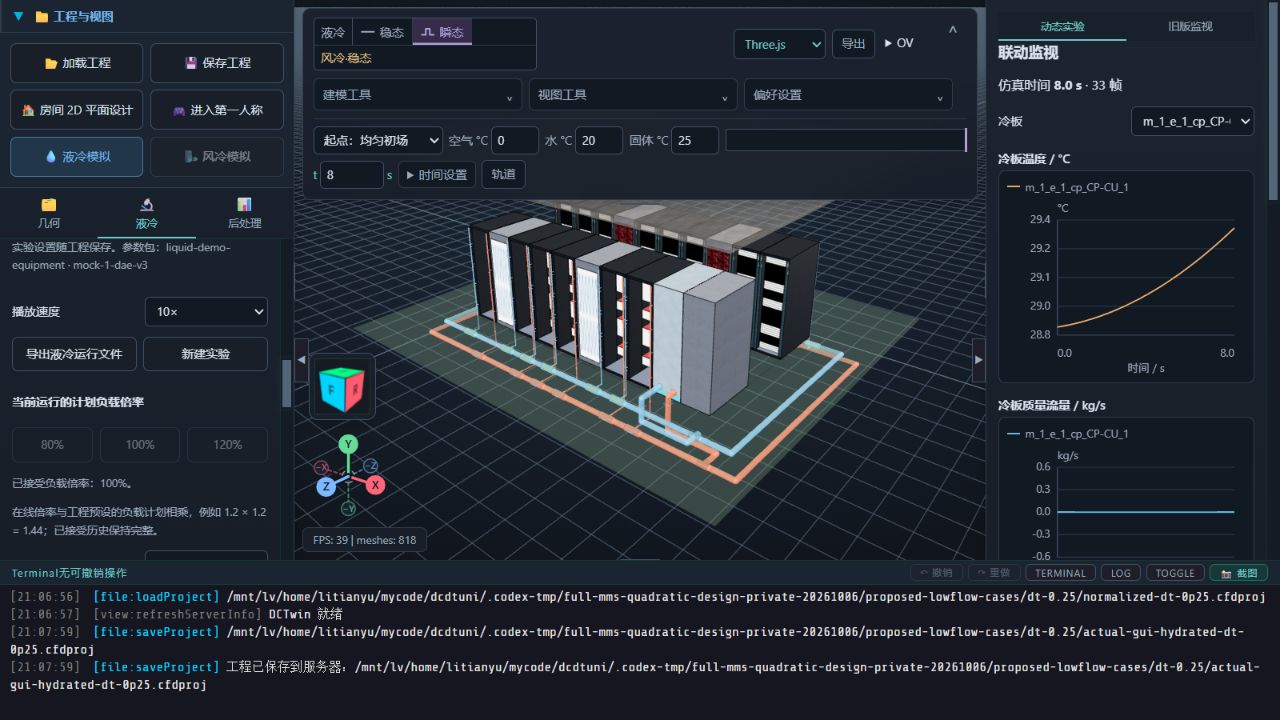 ▼ 📁 工程与视图
加载工程
保存工程
房间 2D 平面设计
进入第一人称
液冷模拟
风冷模拟
几何
液冷
后处理
实验设置随工程保存。参数包：liquid-demo-
equipment · mock-1-dae-v3
播放速度
10×
导出液冷运行文件
新建实验
当前运行的计划负载倍率
80%
100%
120%
已接受负载倍率：100%。
在线倍率与工程预设的负载计划相乘，例如 1.2 × 1.2
= 1.44；已接受历史保持完整。
液冷
稳态
瞬态
风冷·稳态
Three.js
导出
▶ OV
建模工具
视图工具
偏好设置
起点：均匀初场
空气 °C
0
水 °C
20
固体 °C
25
t
8
s
▶ 时间设置
轨道
F
R
Y
-X
-Z
Z
X
-Y
FPS: 39 | meshes: 818
动态实验
旧版监视
联动监视
仿真时间 8.0 s · 33 帧
冷板
冷板温度 / °C
m_1_e_1_cp_CP-CU_1
°C
29.4
29.2
29.1
29.0
28.8
0.0
8.0
时间 / s
冷板质量流量 / kg/s
m_1_e_1_cp_CP-CU_1
kg/s
0.6
0.3
0.0
-0.3
-0.6
Terminal无可撤销操作
↶ 撤销
↷ 重做
TERMINAL
LOG
TOGGLE
截图
[21:06:56] [file:loadProject] /mnt/lv/home/litianyu/mycode/dcdtuni/.codex-tmp/full-mms-quadratic-design-private-20261006/proposed-lowflow-cases/dt-0.25/normalized-dt-0p25.cfdproj
[21:06:57] [view:refreshServerInfo] DCTwin 就绪
[21:07:59] [file:saveProject] /mnt/lv/home/litianyu/mycode/dcdtuni/.codex-tmp/full-mms-quadratic-design-private-20261006/proposed-lowflow-cases/dt-0.25/actual-gui-hydrated-dt-
0p25.cfdproj
[21:07:59] [file:saveProject] 工程已保存到服务器：/mnt/lv/home/litianyu/mycode/dcdtuni/.codex-tmp/full-mms-quadratic-design-private-20261006/proposed-lowflow-cases/dt-0.25/actual-
gui-hydrated-dt-0p25.cfdproj